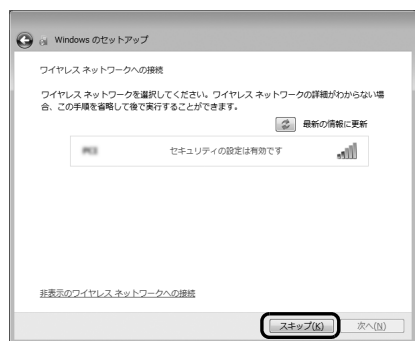 Windows のセットアップ
ワイヤレス ネットワークへの接続
ワイヤレス ネットワークを選択してください。ワイヤレス ネットワークの詳細がわからない場
合、この手順を省略して後で実行することができます。
最新の情報に更新
セキュリティの設定は有効です
非表示のワイヤレス ネットワークへの接続
スキップ(K)
次へ(N)